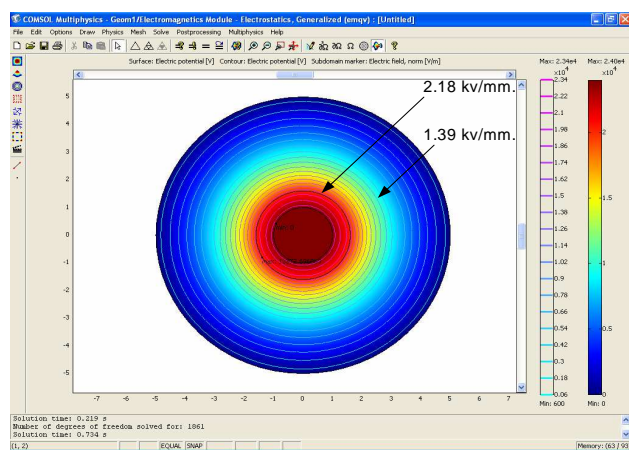 COMSOL Multiphysics - Geom1/Electromagnetics Module - Electrostatics, Generalized (emqv) : [Untitled]
File Edit Options Draw Physics Mesh Solve Postprocessing Multiphysics Help
Surface: Electric potential [V] Contour: Electric potential [V] Subdomain marker: Electric field, norm [V/m]
Max: 2.34e4 Max: 2.40e4
x10^4 x10^4
2.18 kv/mm.
1.39 kv/mm.
5
4
3
2
1
0
-1
-2
-3
-4
-5
-7 -6 -5 -4 -3 -2 -1 0 1 2 3 4 5 6 7
2.34
2.22
2.1
1.98
1.86
1.74
1.62
1.5
1.38
1.26
1.14
1.02
0.9
0.78
0.66
0.54
0.42
0.3
0.18
0.06
Min: 600
2
1.5
1
0.5
0
Min: 0
Solution time: 0.219 s
Number of degrees of freedom solved for: 1861
Solution time: 0.734 s
(1, 2) EQUAL SNAP Memory: (63 / 93